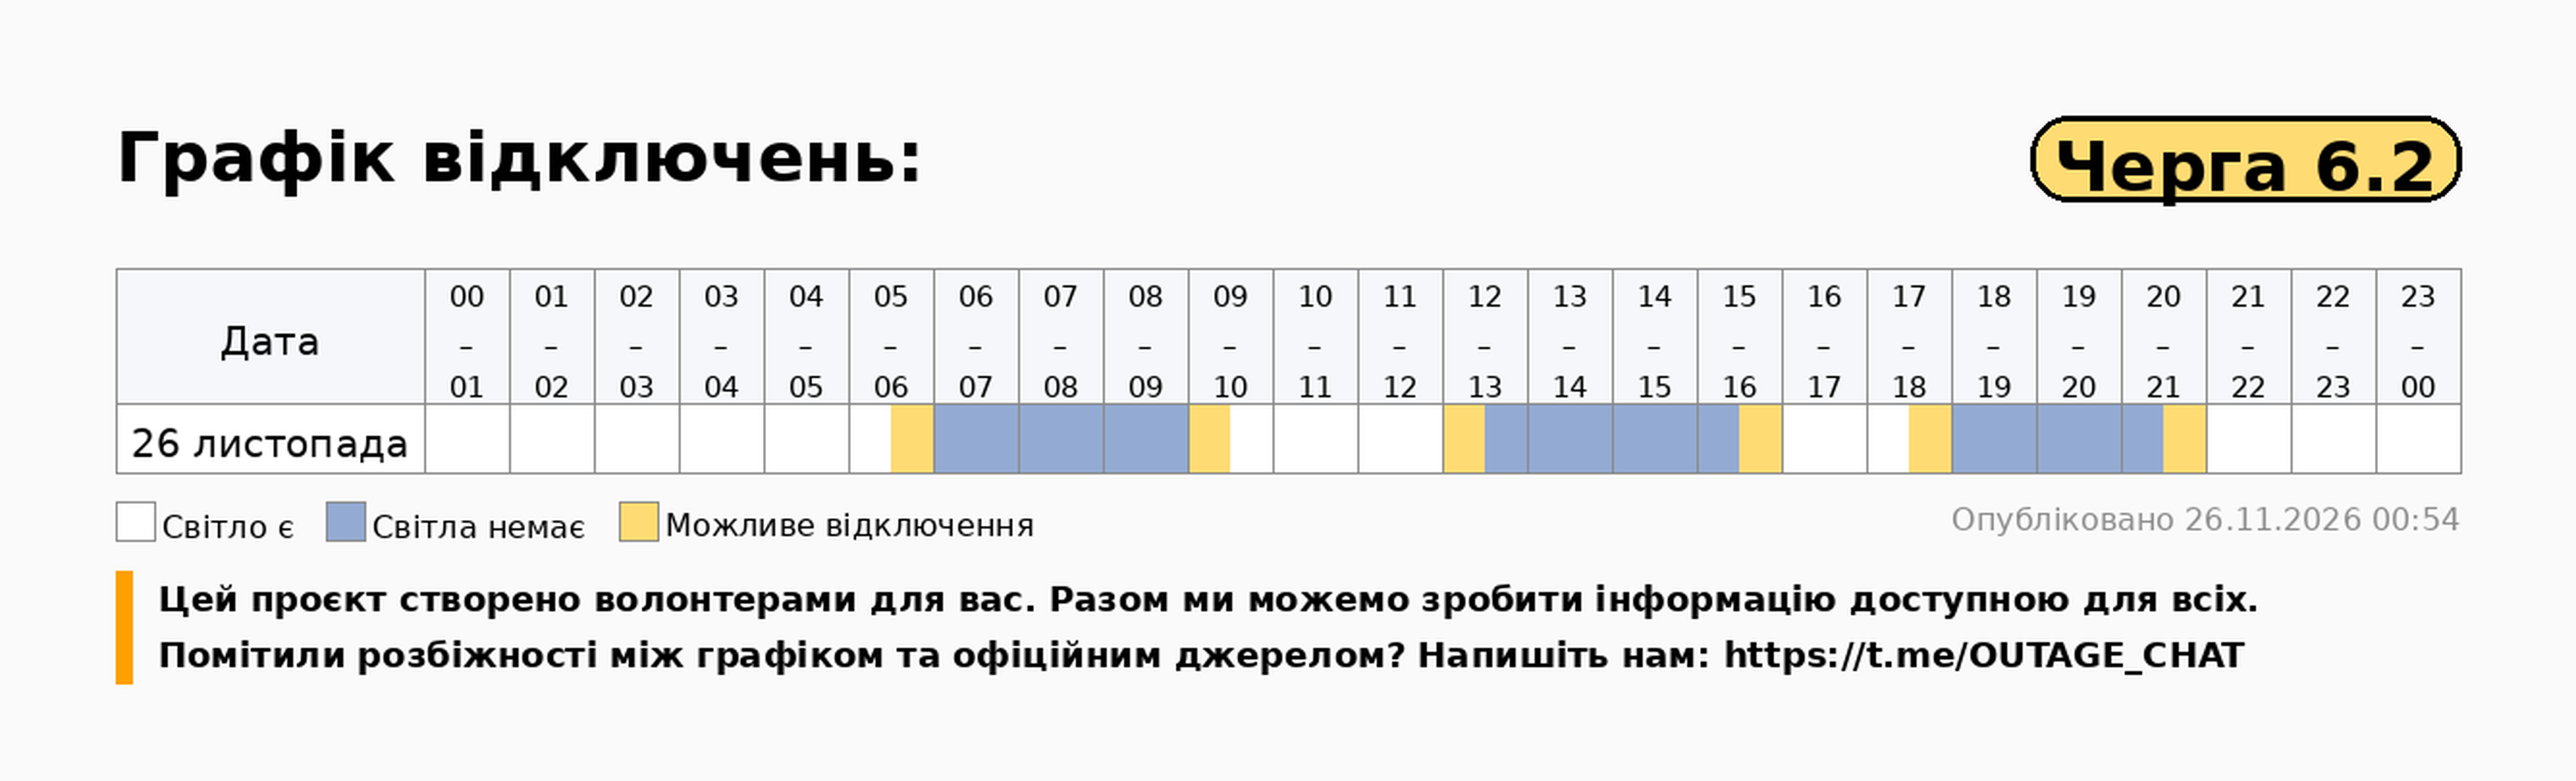 Графік відключень:
Черга 6.2
Дата
00 – 01
01 – 02
02 – 03
03 – 04
04 – 05
05 – 06
06 – 07
07 – 08
08 – 09
09 – 10
10 – 11
11 – 12
12 – 13
13 – 14
14 – 15
15 – 16
16 – 17
17 – 18
18 – 19
19 – 20
20 – 21
21 – 22
22 – 23
23 – 00
26 листопада
Світло є
Світла немає
Можливе відключення
Опубліковано 26.11.2026 00:54
Цей проєкт створено волонтерами для вас. Разом ми можемо зробити інформацію доступною для всіх.
Помітили розбіжності між графіком та офіційним джерелом? Напишіть нам: https://t.me/OUTAGE_CHAT